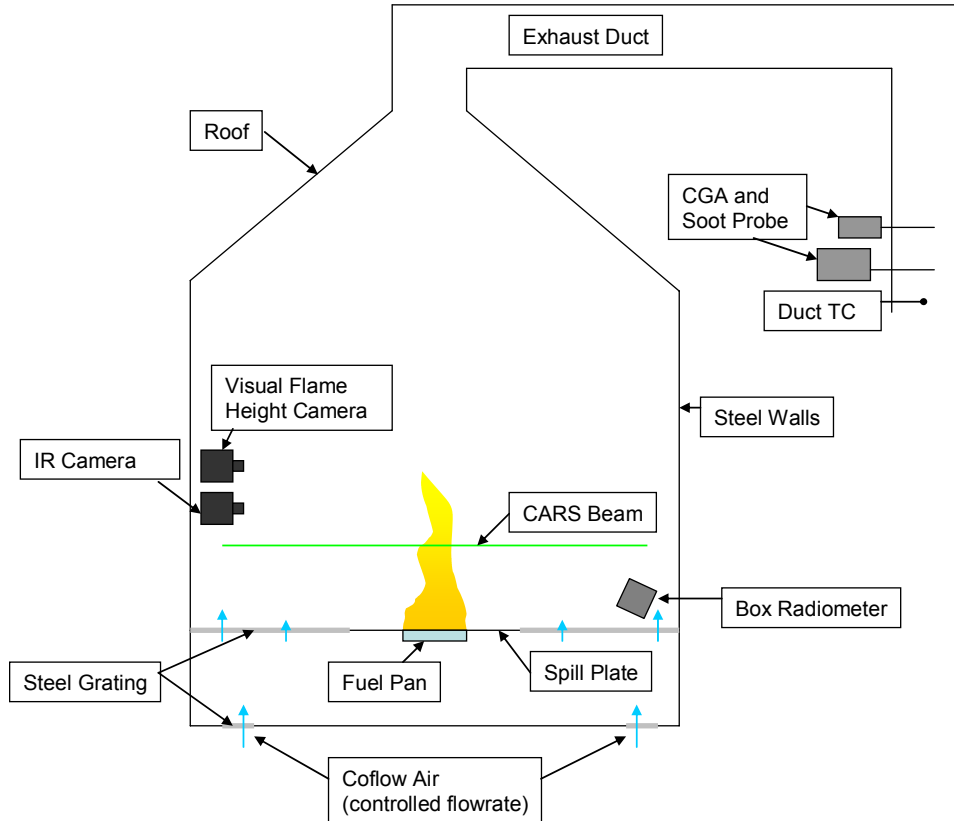 Exhaust Duct
Roof
CGA and
Soot Probe
Duct TC
Visual Flame
Height Camera
Steel Walls
IR Camera
CARS Beam
Box Radiometer
Steel Grating
Fuel Pan
Spill Plate
Coflow Air
(controlled flowrate)